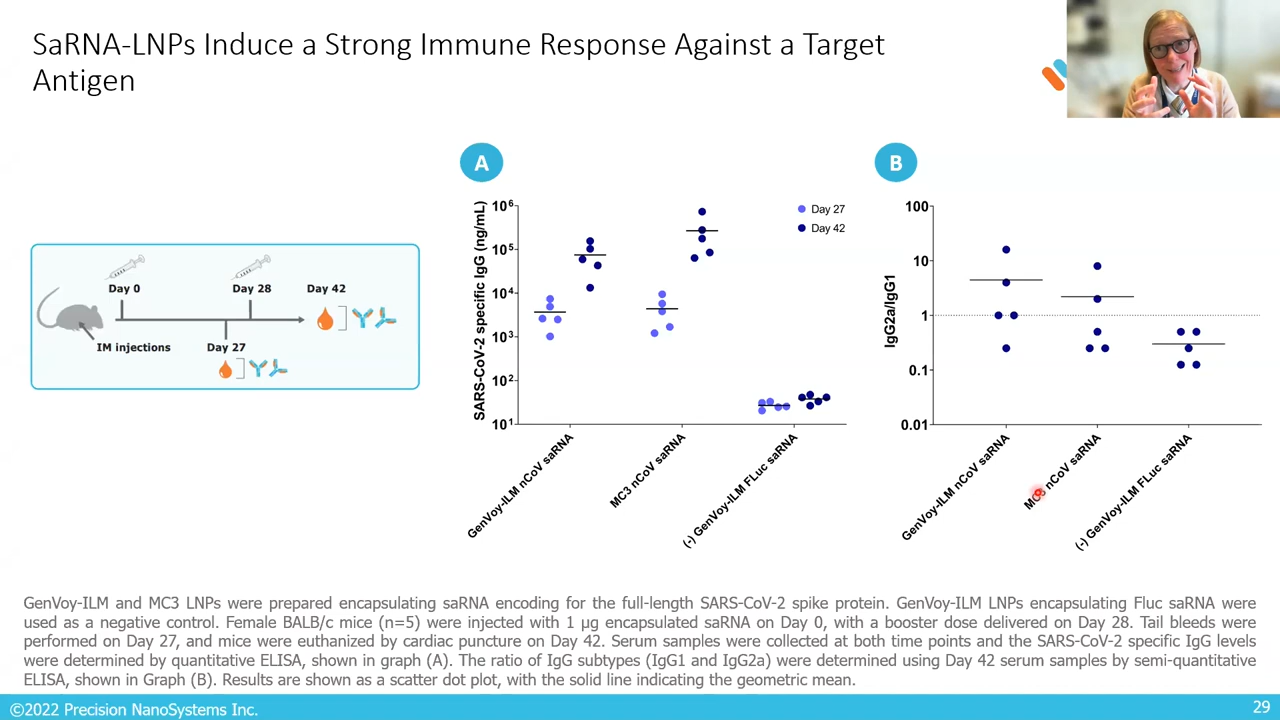 SaRNA-LNPs Induce a Strong Immune Response Against a Target
Antigen
Day 0
Day 28
Day 42
IM injections
Day 27
A
SARS-CoV-2 specific IgG (ng/mL)
10⁶
10⁵
10⁴
10³
10²
10¹
Day 27
Day 42
GenVoy-ILM nCoV saRNA
MC3 nCoV saRNA
(-) GenVoy-ILM FLuc saRNA
B
IgG2a/IgG1
100
10
1
0.1
0.01
GenVoy-ILM nCoV saRNA
MC3 nCoV saRNA
(-) GenVoy-ILM FLuc saRNA
GenVoy-ILM and MC3 LNPs were prepared encapsulating saRNA encoding for the full-length SARS-CoV-2 spike protein. GenVoy-ILM LNPs encapsulating Fluc saRNA were
used as a negative control. Female BALB/c mice (n=5) were injected with 1 µg encapsulated saRNA on Day 0, with a booster dose delivered on Day 28. Tail bleeds were
performed on Day 27, and mice were euthanized by cardiac puncture on Day 42. Serum samples were collected at both time points and the SARS-CoV-2 specific IgG levels
were determined by quantitative ELISA, shown in graph (A). The ratio of IgG subtypes (IgG1 and IgG2a) were determined using Day 42 serum samples by semi-quantitative
ELISA, shown in Graph (B). Results are shown as a scatter dot plot, with the solid line indicating the geometric mean.
©2022 Precision NanoSystems Inc.
29